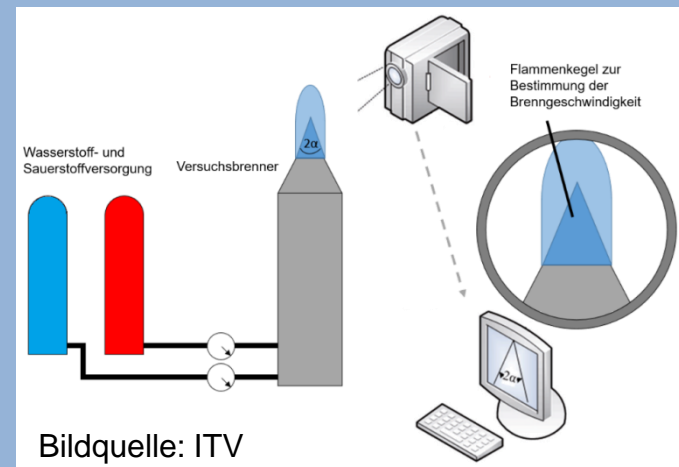 Wasserstoff- und
Sauerstoffversorgung
Versuchsbrenner
2α
Flammenkegel zur
Bestimmung der
Brenngeschwindigkeit
2α
Bildquelle: ITV